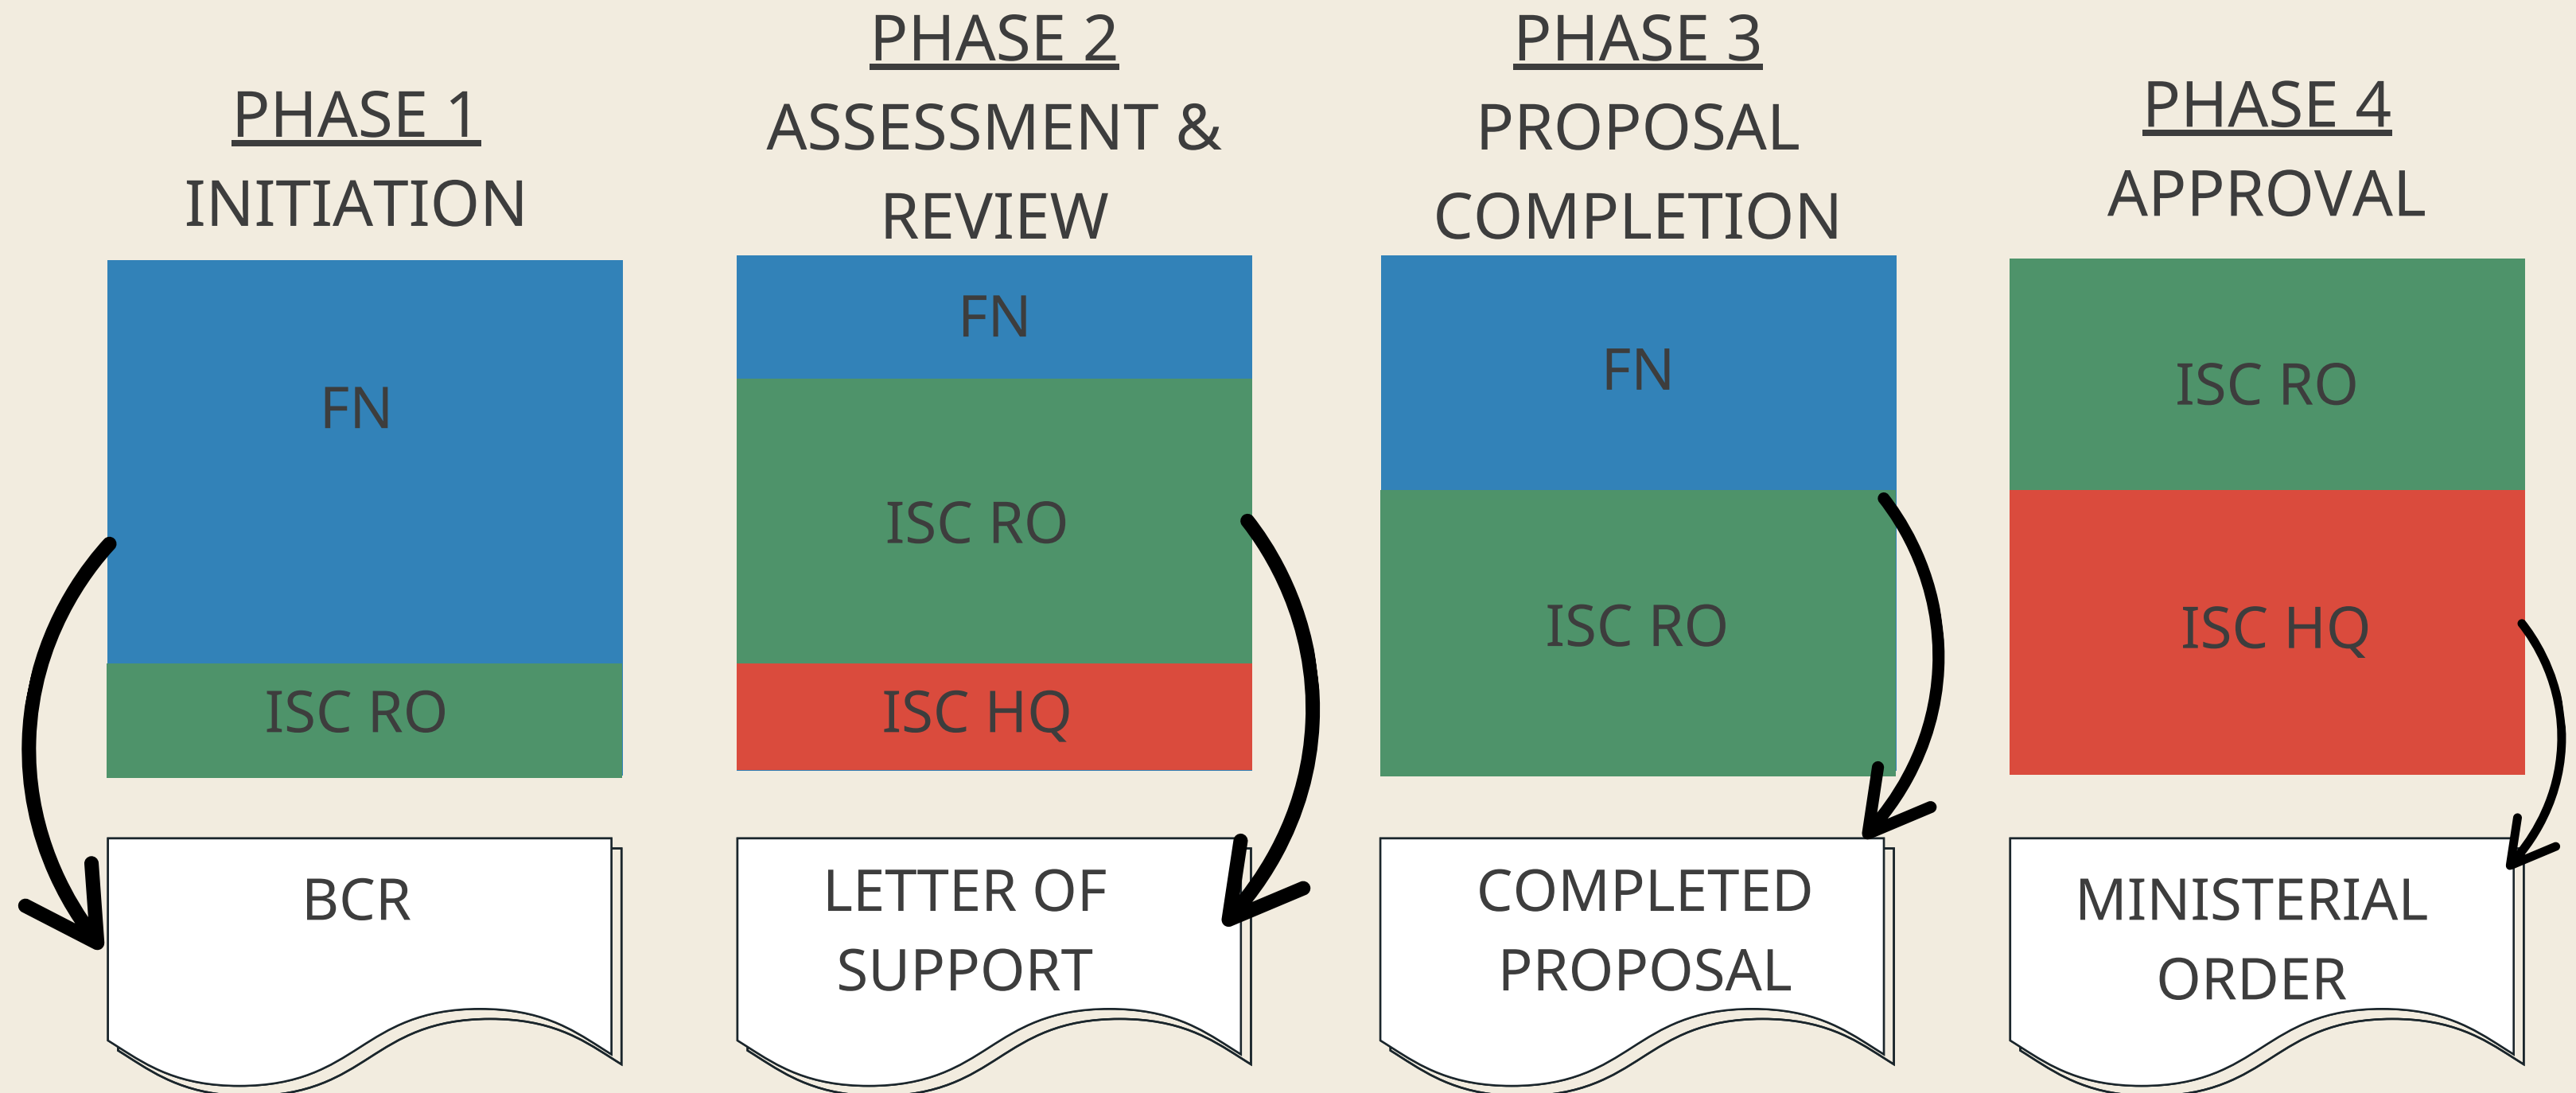 PHASE 1
INITIATION
FN
ISC RO
BCR
PHASE 2
ASSESSMENT &
REVIEW
FN
ISC RO
ISC HQ
LETTER OF
SUPPORT
PHASE 3
PROPOSAL
COMPLETION
FN
ISC RO
COMPLETED
PROPOSAL
PHASE 4
APPROVAL
ISC RO
ISC HQ
MINISTERIAL
ORDER